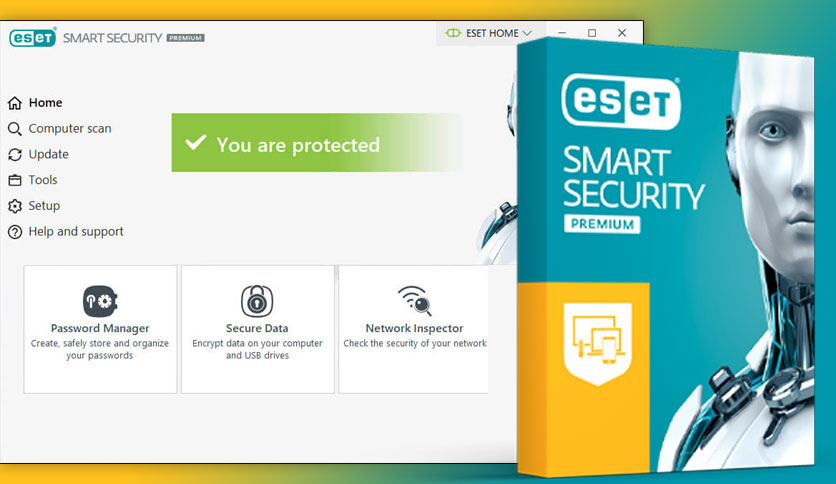 eset SMART SECURITY PREMIUM
ESET HOME
Home
Computer scan
Update
Tools
Setup
Help and support
You are protected
Password Manager
Create, safely store and organize
your passwords
Secure Data
Encrypt data on your computer
and USB drives
Network Inspector
Check the security of your network
eset
SMART
SECURITY
PREMIUM